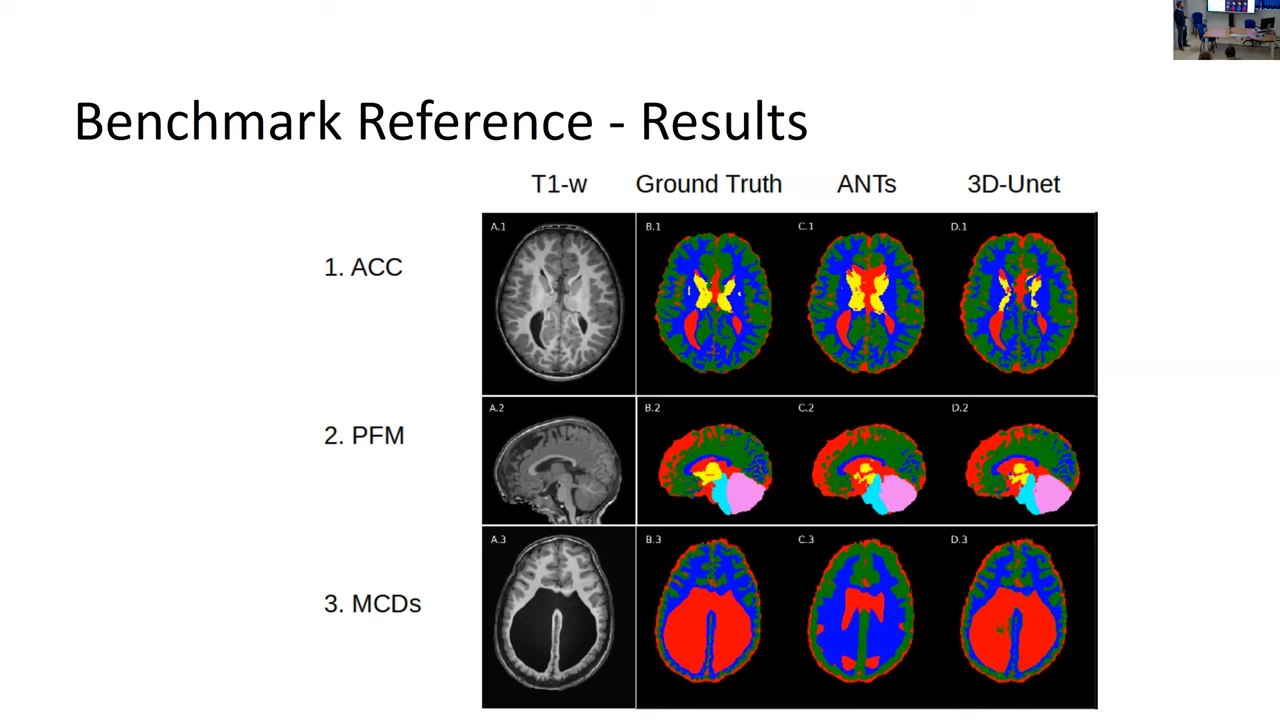 Benchmark Reference - Results
T1-w Ground Truth ANTs 3D-Unet
1. ACC
A.1 B.1 C.1 D.1
2. PFM
A.2 B.2 C.2 D.2
3. MCDs
A.3 B.3 C.3 D.3